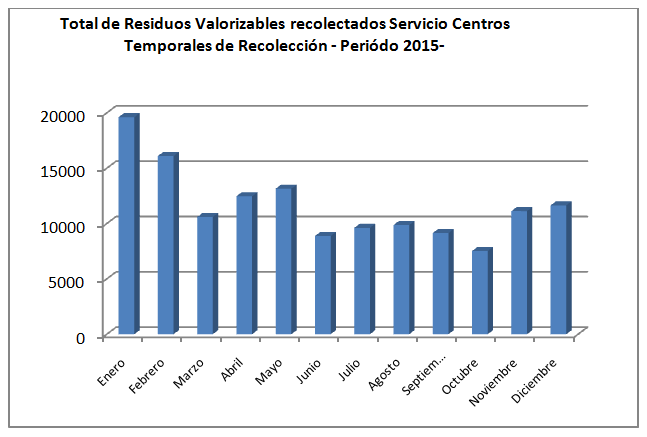 Total de Residuos Valorizables recolectados Servicio Centros
Temporales de Recolección - Periódo 2015-
20000
15000
10000
5000
0
Enero
Febrero
Marzo
Abril
Mayo
Junio
Julio
Agosto
Septiem...
Octubre
Noviembre
Diciembre